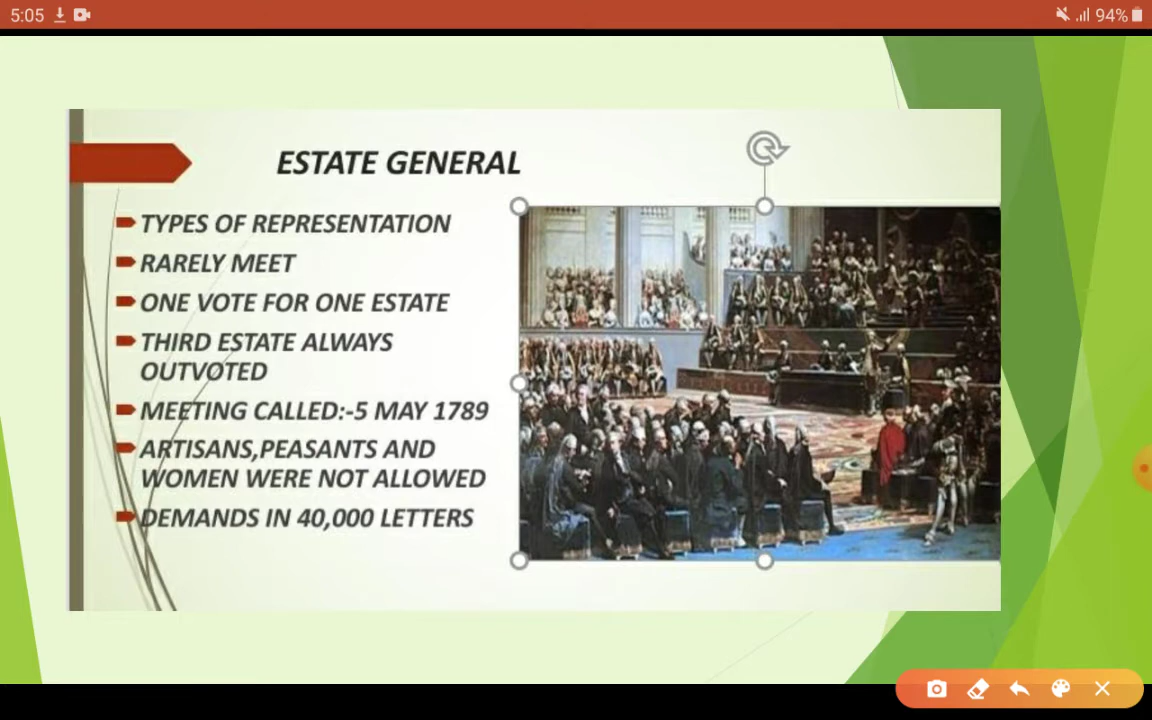 5:05
94%
ESTATE GENERAL
TYPES OF REPRESENTATION
RARELY MEET
ONE VOTE FOR ONE ESTATE
THIRD ESTATE ALWAYS
OUTVOTED
MEETING CALLED:-5 MAY 1789
ARTISANS,PEASANTS AND
WOMEN WERE NOT ALLOWED
DEMANDS IN 40,000 LETTERS